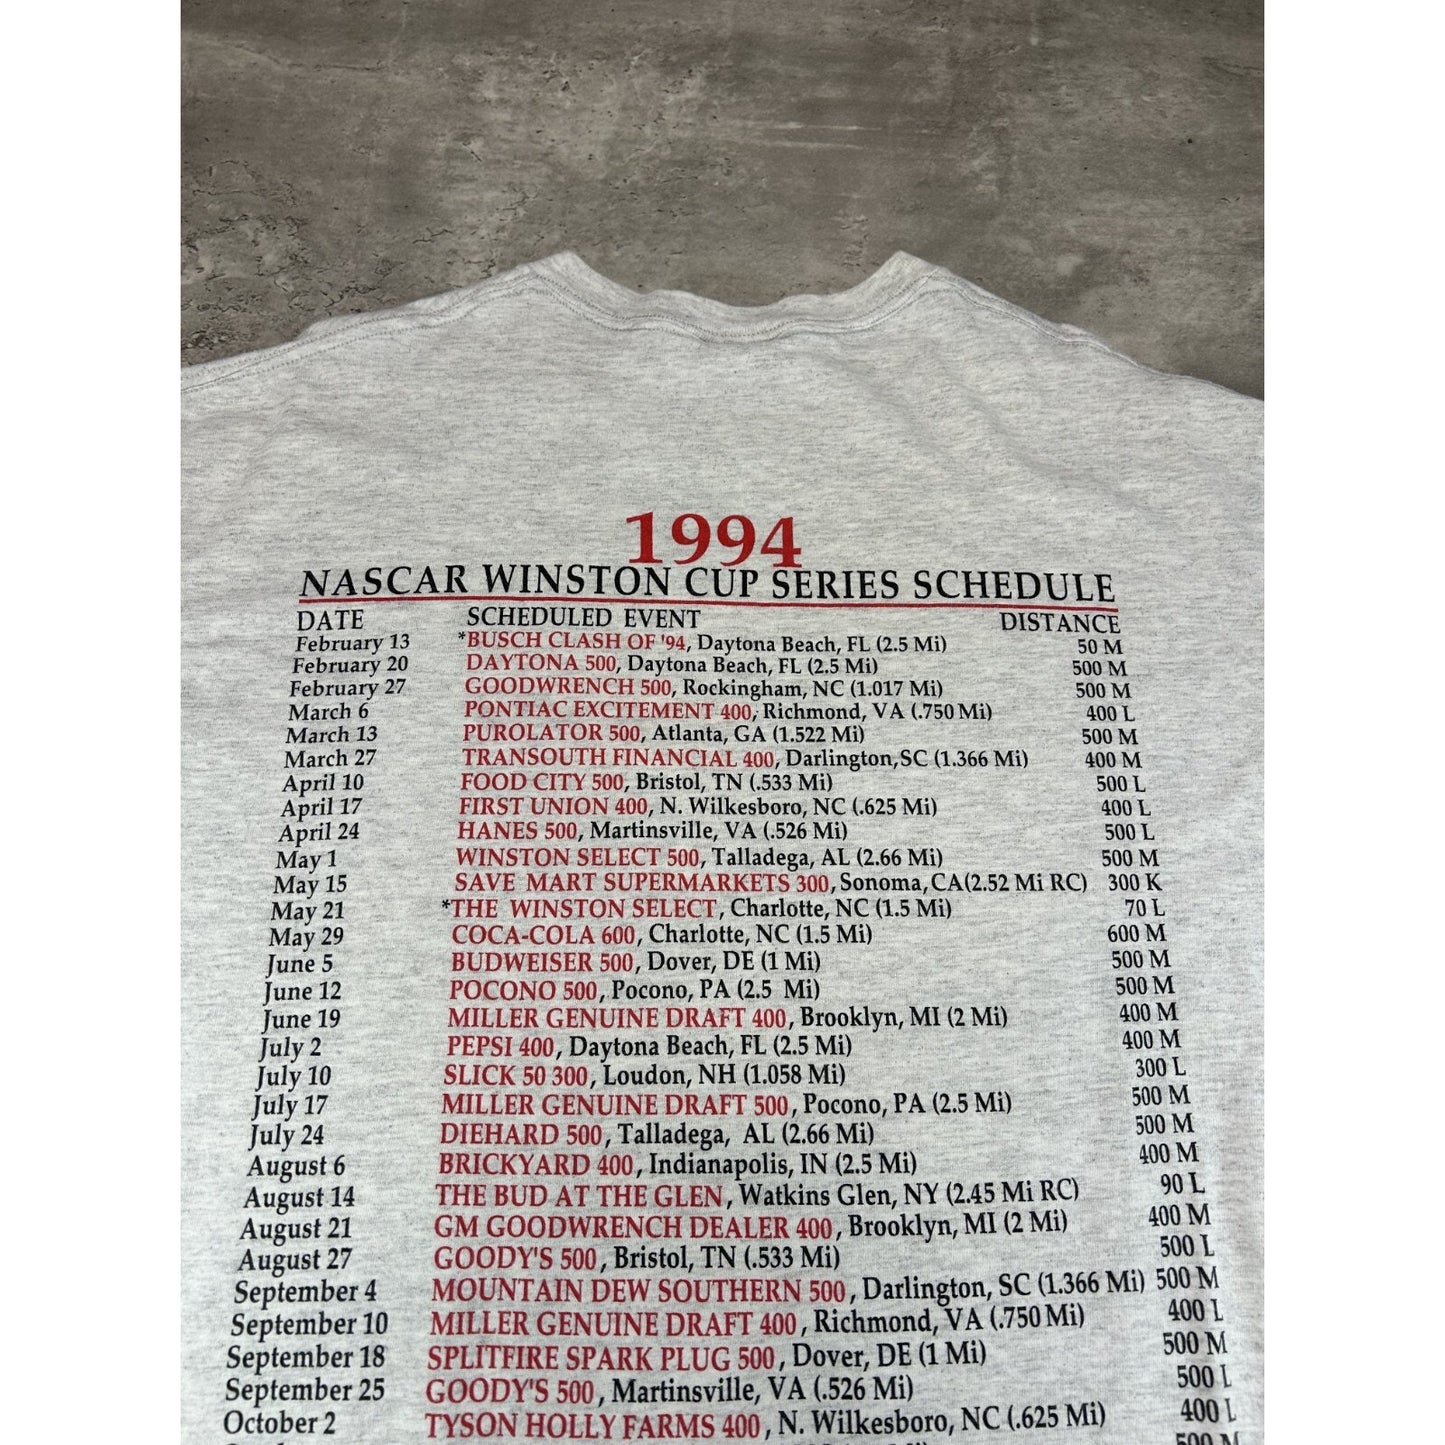 1994
NASCAR WINSTON CUP SERIES SCHEDULE
DATE SCHEDULED EVENT DISTANCE
February 13 *BUSCH CLASH OF '94, Daytona Beach, FL (2.5 Mi) 50 M
February 20 DAYTONA 500, Daytona Beach, FL (2.5 Mi) 500 M
February 27 GOODWRENCH 500, Rockingham, NC (1.017 Mi) 500 M
March 6 PONTIAC EXCITEMENT 400, Richmond, VA (.750 Mi) 400 L
March 13 PUROLATOR 500, Atlanta, GA (1.522 Mi) 500 M
March 27 TRANSOUTH FINANCIAL 400, Darlington,SC (1.366 Mi) 400 M
April 10 FOOD CITY 500, Bristol, TN (.533 Mi) 500 L
April 17 FIRST UNION 400, N. Wilkesboro, NC (.625 Mi) 400 L
April 24 HANES 500, Martinsville, VA (.526 Mi) 500 L
May 1 WINSTON SELECT 500, Talladega, AL (2.66 Mi) 500 M
May 15 SAVE MART SUPERMARKETS 300, Sonoma, CA(2.52 Mi RC) 300 K
May 21 *THE WINSTON SELECT, Charlotte, NC (1.5 Mi) 70 L
May 29 COCA-COLA 600, Charlotte, NC (1.5 Mi) 600 M
June 5 BUDWEISER 500, Dover, DE (1 Mi) 500 M
June 12 POCONO 500, Pocono, PA (2.5 Mi) 500 M
June 19 MILLER GENUINE DRAFT 400, Brooklyn, MI (2 Mi) 400 M
July 2 PEPSI 400, Daytona Beach, FL (2.5 Mi) 400 M
July 10 SLICK 50 300, Loudon, NH (1.058 Mi) 300 L
July 17 MILLER GENUINE DRAFT 500, Pocono, PA (2.5 Mi) 500 M
July 24 DIEHARD 500, Talladega, AL (2.66 Mi) 500 M
August 6 BRICKYARD 400, Indianapolis, IN (2.5 Mi) 400 M
August 14 THE BUD AT THE GLEN, Watkins Glen, NY (2.45 Mi RC) 90 L
August 21 GM GOODWRENCH DEALER 400, Brooklyn, MI (2 Mi) 400 M
August 27 GOODY'S 500, Bristol, TN (.533 Mi) 500 L
September 4 MOUNTAIN DEW SOUTHERN 500, Darlington, SC (1.366 Mi) 500 M
September 10 MILLER GENUINE DRAFT 400, Richmond, VA (.750 Mi) 400 L
September 18 SPLITFIRE SPARK PLUG 500, Dover, DE (1 Mi) 500 M
September 25 GOODY'S 500, Martinsville, VA (.526 Mi) 500 L
October 2 TYSON HOLLY FARMS 400, N. Wilkesboro, NC (.625 Mi) 400 L
500 M